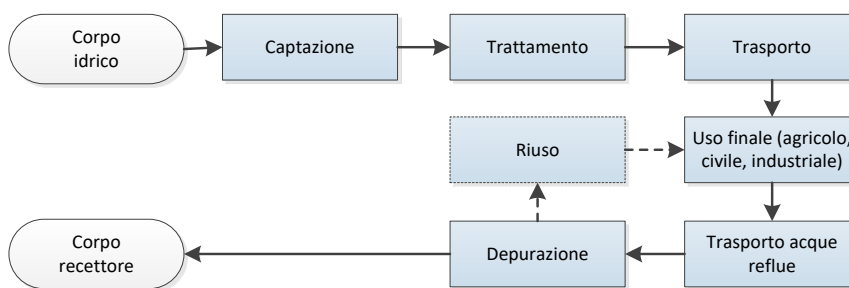 Corpo
idrico
Captazione
Trattamento
Trasporto
Riuso
Uso finale (agricolo,
civile, industriale)
Corpo
recettore
Depurazione
Trasporto acque
reflue